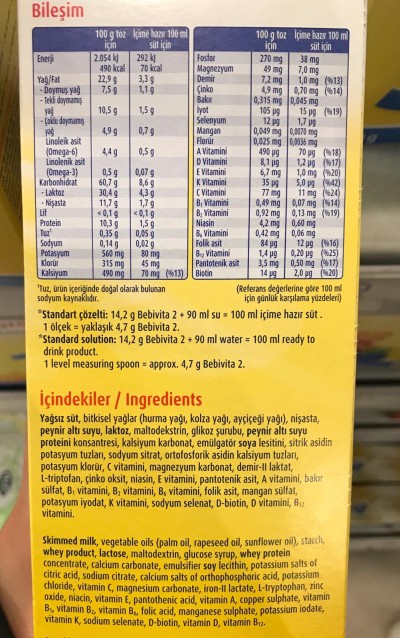 Bileşim
100 g toz için İçime hazır 100 ml süt için
Enerji 2.054 kJ 292 kJ
490 kcal 70 kcal
Yağ/Fat 22,9 g 3,3 g
- Doymuş yağ 7,5 g 1,1 g
- Tekli doymamış
yağ 10,5 g 1,5 g
- Çoklu doymamış
yağ 4,9 g 0,7 g
Linoleik asit
(Omega-6) 4,4 g 0,5 g
Linolenik asit
(Omega-3) 0,5 g 0,07 g
Karbonhidrat 60,7 g 8,6 g
- Laktoz 30,4 g 4,3 g
- Nişasta 11,7 g 1,7 g
Lif < 0,1 g < 0,1 g
Protein 10,3 g 1,5 g
Tuz¹ 0,35 g 0,05 g
Sodyum 0,14 g 0,02 g
Potasyum 560 mg 80 mg
Klorür 315 mg 45 mg
Kalsiyum 490 mg 70 mg (%13)
100 g toz için İçime hazır 100 ml süt için
Fosfor 270 mg 38 mg
Magnezyum 49 mg 7,0 mg
Demir 7,2 mg 1,0 mg (%13)
Çinko 4,9 mg 0,70 mg (%14)
Bakır 0,315 mg 0,045 mg
İyot 105 µg 15 µg (%19)
Selenyum 12 µg 1,7 µg
Mangan 0,049 mg 0,0070 mg
Florür 0,025 mg 0,0036 mg
A Vitamini 490 µg 70 µg (%18)
D Vitamini 8,1 µg 1,2 µg (%17)
E Vitamini 6,7 mg 1,0 mg (%20)
K Vitamini 35 µg 5,0 µg (%42)
C Vitamini 77 mg 11 mg (%24)
B₁ Vitamini 0,49 mg 0,07 mg (%14)
B₂ Vitamini 0,92 mg 0,13 mg (%19)
Niasin 4,2 mg 0,60 mg
B₆ Vitamini 0,42 mg 0,06 mg
Folik asit 84 µg 12 µg (%16)
B₁₂ Vitamini 1,4 µg 0,20 µg (%25)
Pantotenik asit 3,5 mg 0,50 mg (%17)
Biotin 14 µg 2,0 µg (%20)
¹Tuz, ürün içeriğinde doğal olarak bulunan
sodyum kaynaklıdır.
(Referans değerlerine göre 100 ml
için günlük karşılama yüzdeleri)
*Standart çözelti: 14,2 g Bebivita 2 + 90 ml su = 100 ml içime hazır süt .
1 ölçek = yaklaşık 4,7 g Bebivita 2.
*Standard solution: 14,2 g Bebivita 2 + 90 ml water = 100 ml ready to
drink product.
1 level measuring spoon = approx. 4,7 g Bebivita 2.
İçindekiler / Ingredients
Yağsız süt, bitkisel yağlar (hurma yağı, kolza yağı, ayçiçeği yağı), nişasta,
peynir altı suyu, laktoz, maltodekstrin, glikoz şurubu, peynir altı suyu
proteini konsantresi, kalsiyum karbonat, emülgatör soya lesitini, sitrik asidin
potasyum tuzları, sodyum sitrat, ortofosforik asidin kalsiyum tuzları,
potasyum klorür, C vitamini, magnezyum karbonat, demir-II laktat,
L-triptofan, çinko oksit, niasin, E vitamini, pantotenik asit, A vitamini, bakır
sülfat, B₁ vitamini, B₂ vitamini, B₆ vitamini, folik asit, mangan sülfat,
potasyum iyodat, K vitamini, sodyum selenat, D-biotin, D vitamini, B₁₂
vitamini.
Skimmed milk, vegetable oils (palm oil, rapeseed oil, sunflower oil), starch,
whey product, lactose, maltodextrin, glucose syrup, whey protein
concentrate, calcium carbonate, emulsifier soy lecithin, potassium salts of
citric acid, sodium citrate, calcium salts of orthophosphoric acid, potassium
chloride, vitamin C, magnesium carbonate, iron-II lactate, L-tryptophan, zinc
oxide, niacin, vitamin E, pantothenic acid, vitamin A, copper sulphate, vitamin
B₁, vitamin B₂, vitamin B₆, folic acid, manganese sulphate, potassium iodate,
vitamin K, sodium selenate, D-biotin, vitamin D, vitamin B₁₂.